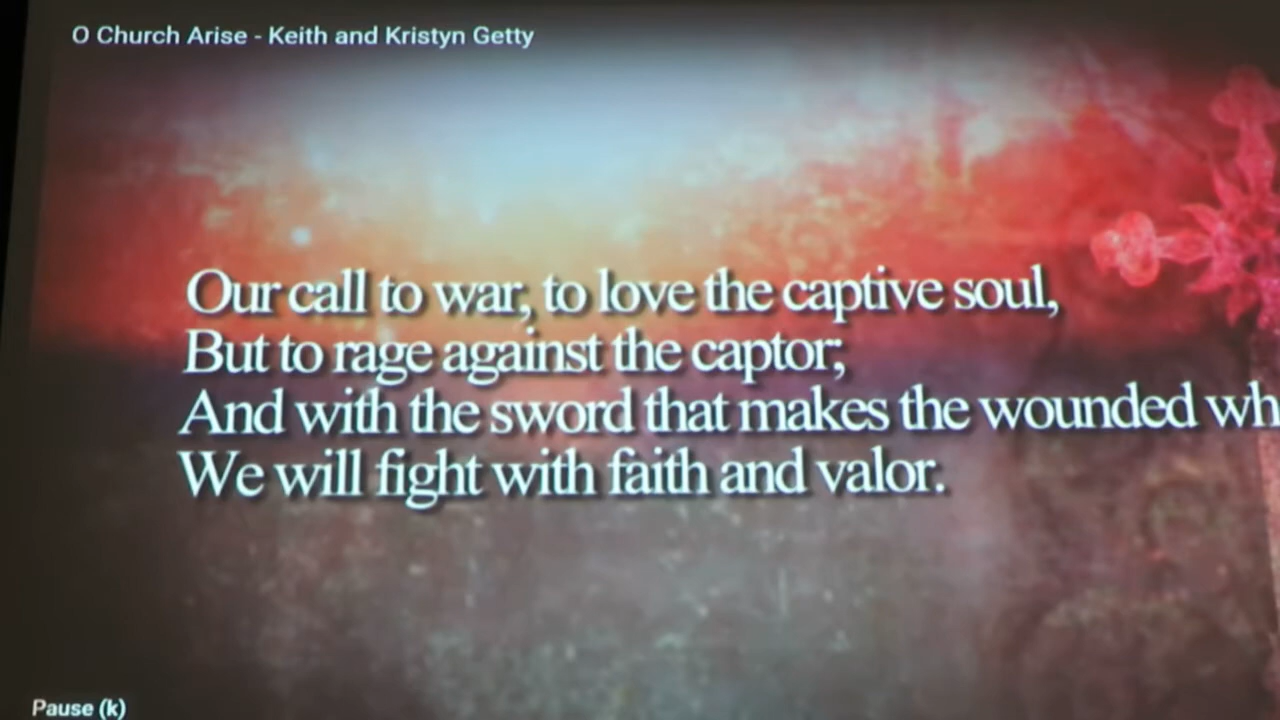 O Church Arise - Keith and Kristyn Getty
Our call to war, to love the captive soul,
But to rage against the captor;
And with the sword that makes the wounded
We will fight with faith and valor.
Pause (k)